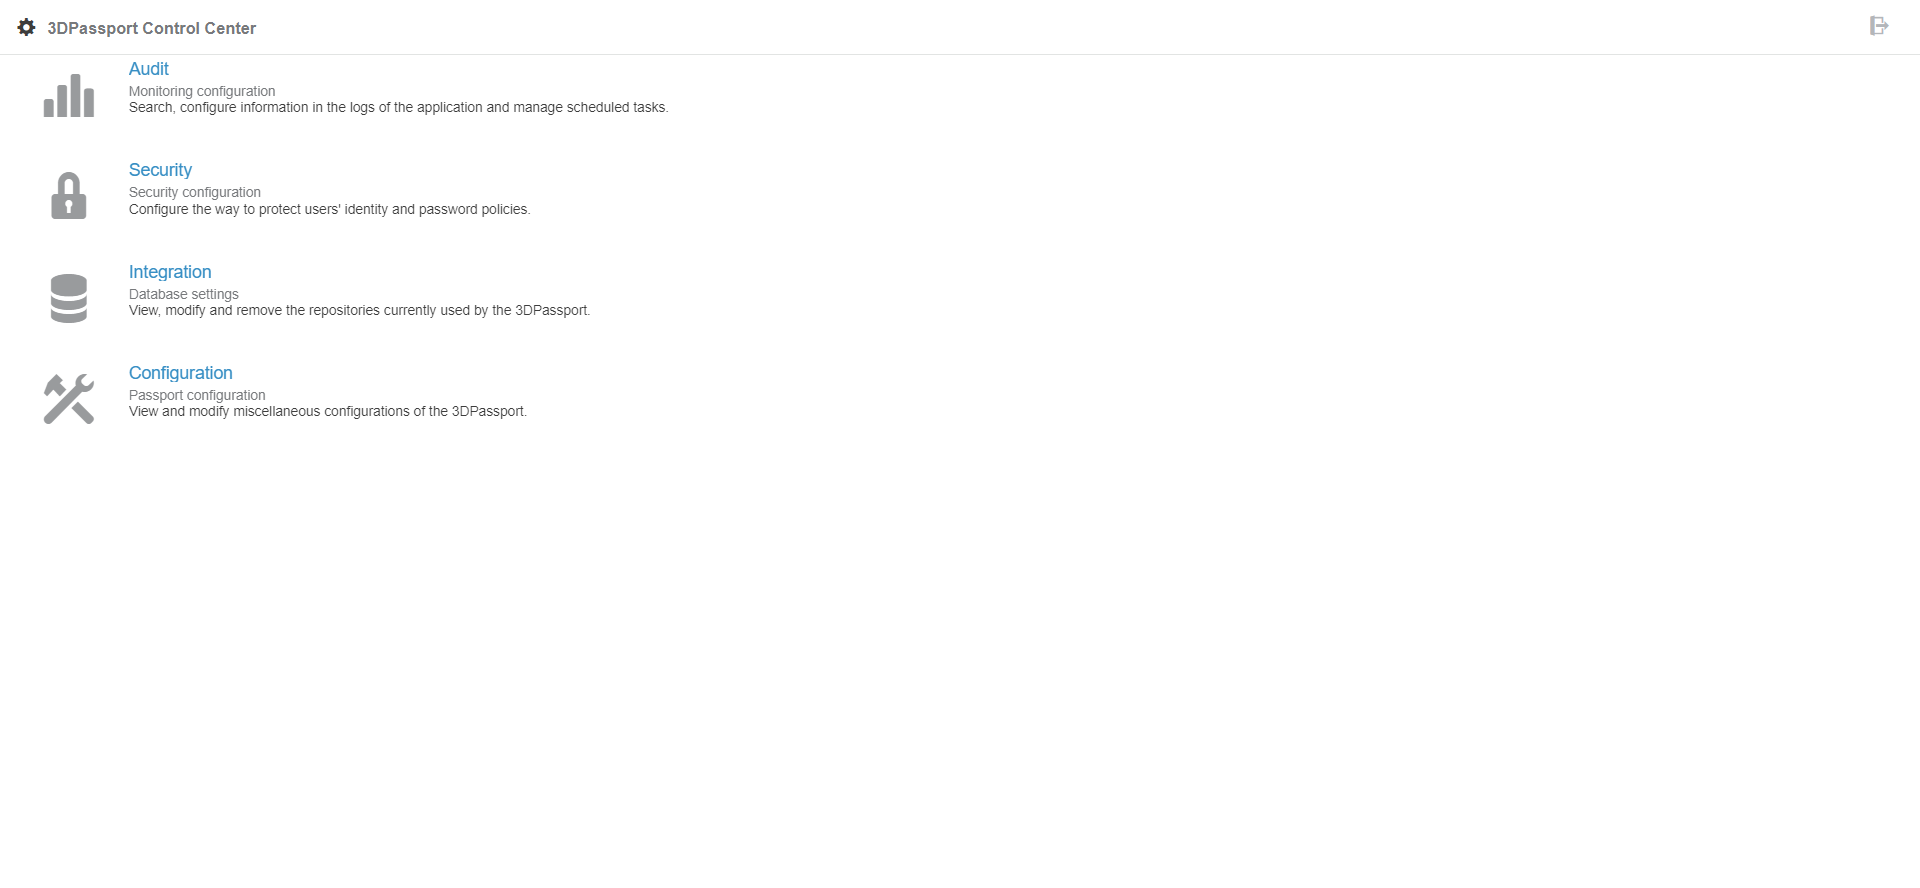 3DPassport Control Center
Audit
Monitoring configuration
Search, configure information in the logs of the application and manage scheduled tasks.
Security
Security configuration
Configure the way to protect users' identity and password policies.
Integration
Database settings
View, modify and remove the repositories currently used by the 3DPassport.
Configuration
Passport configuration
View and modify miscellaneous configurations of the 3DPassport.